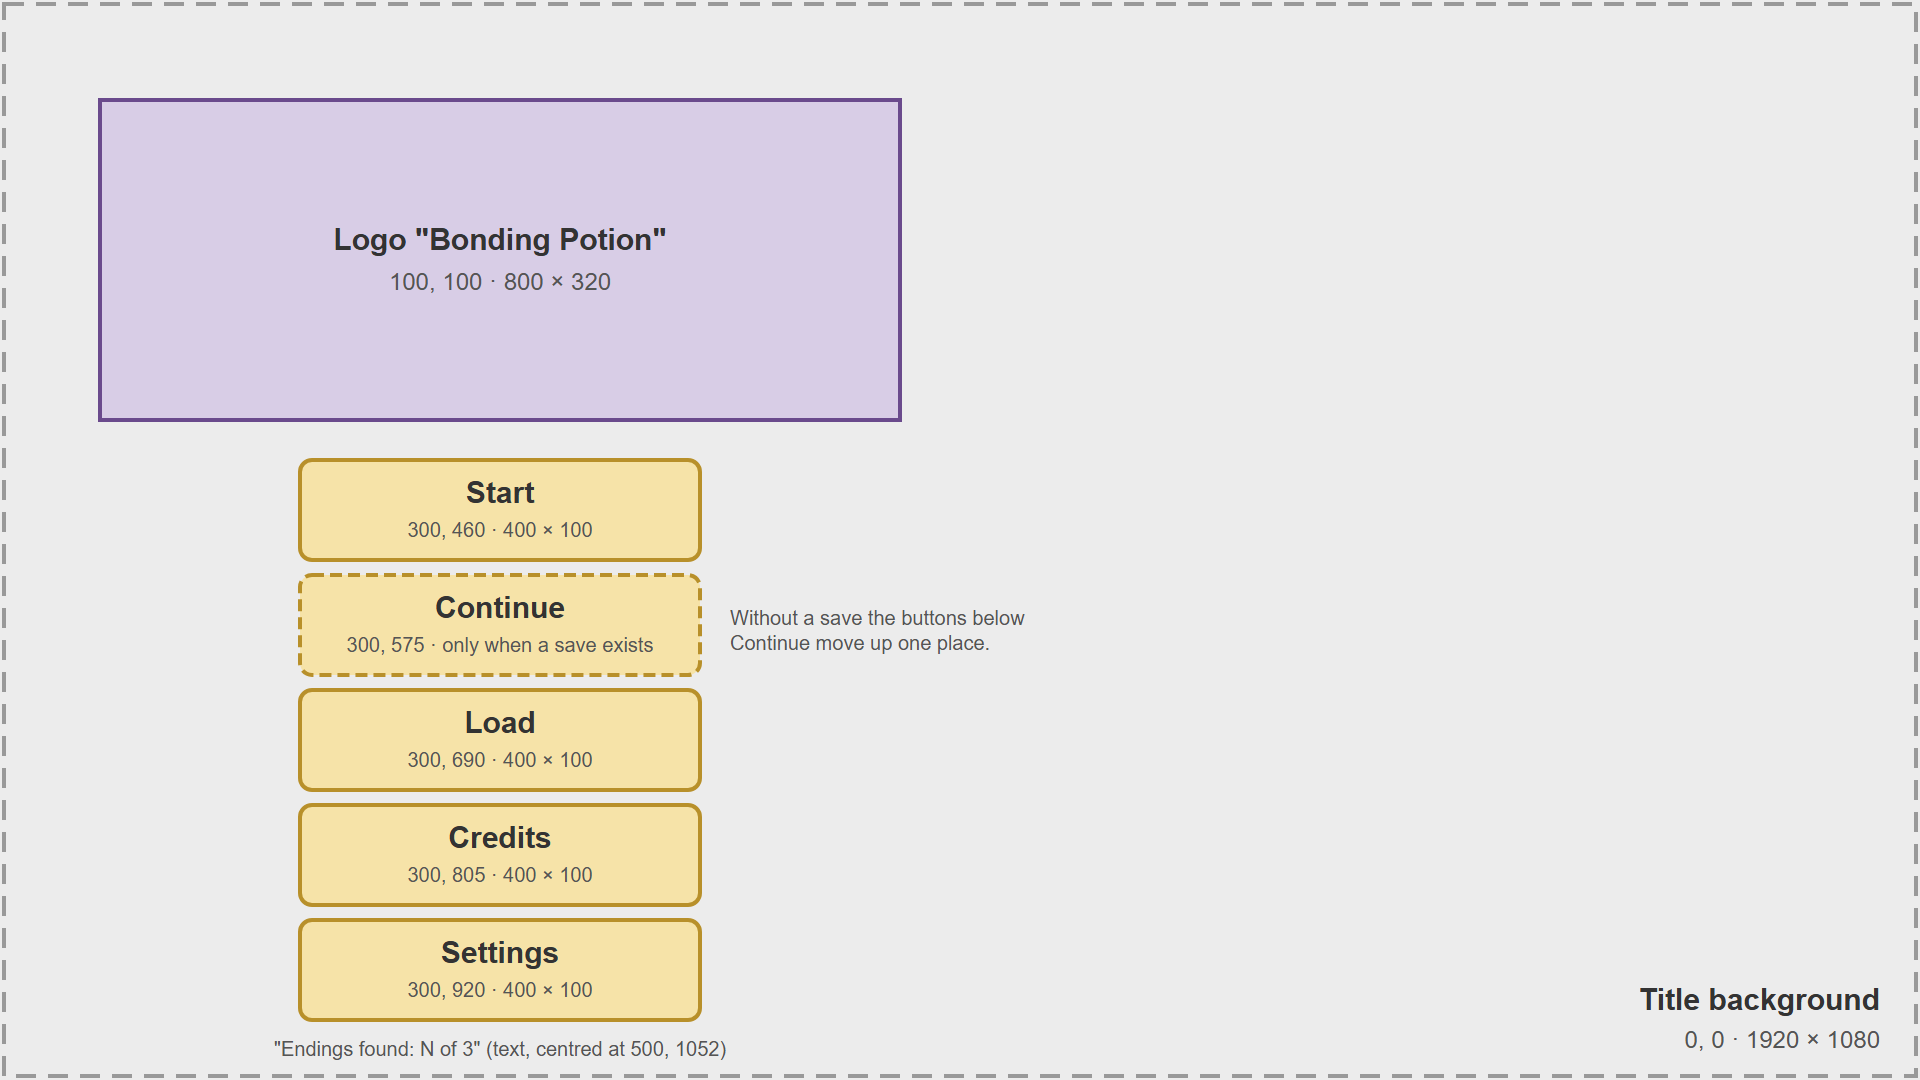 Logo "Bonding Potion"
100, 100 · 800 × 320
Start
300, 460 · 400 × 100
Continue
300, 575 · only when a save exists
Without a save the buttons below
Continue move up one place.
Load
300, 690 · 400 × 100
Credits
300, 805 · 400 × 100
Settings
300, 920 · 400 × 100
"Endings found: N of 3" (text, centred at 500, 1052)
Title background
0, 0 · 1920 × 1080